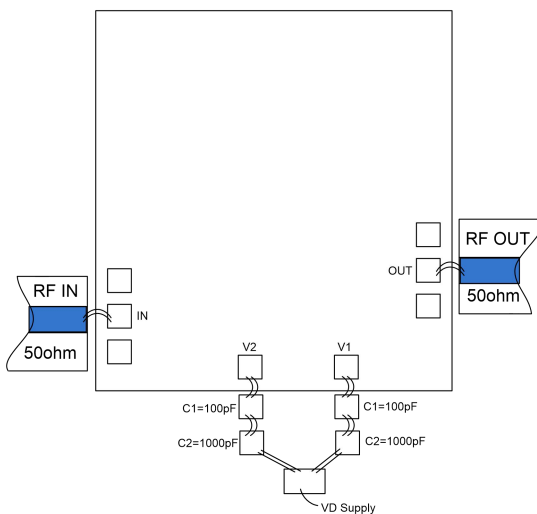 RF OUT
OUT
50ohm
RF IN
IN
50ohm
V2
V1
C1=100pF
C1=100pF
C2=1000pF
C2=1000pF
VD Supply